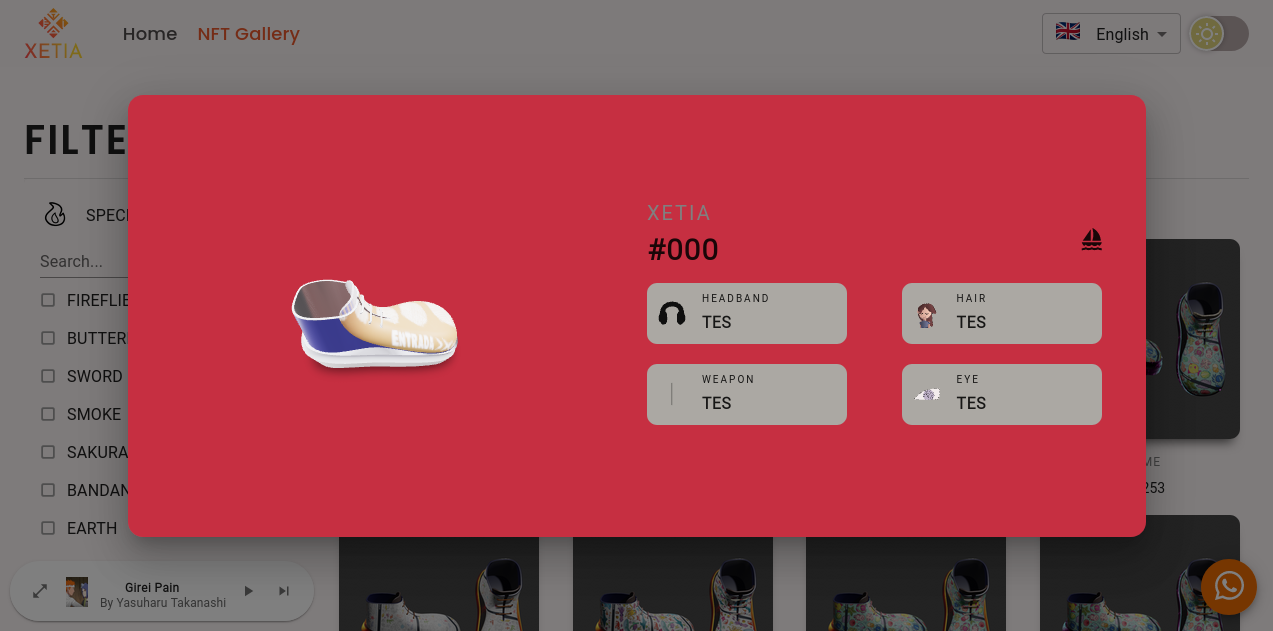 XETIA
Home
NFT Gallery
English
FILTE
SPECI
Search...
FIREFLIE
BUTTER
SWORD
SMOKE
SAKURA
BANDAN
EARTH
XETIA
#000
HEADBAND
TES
HAIR
TES
WEAPON
TES
EYE
TES
ENTRADA >>
ME
253
Girei Pain
By Yasuharu Takanashi